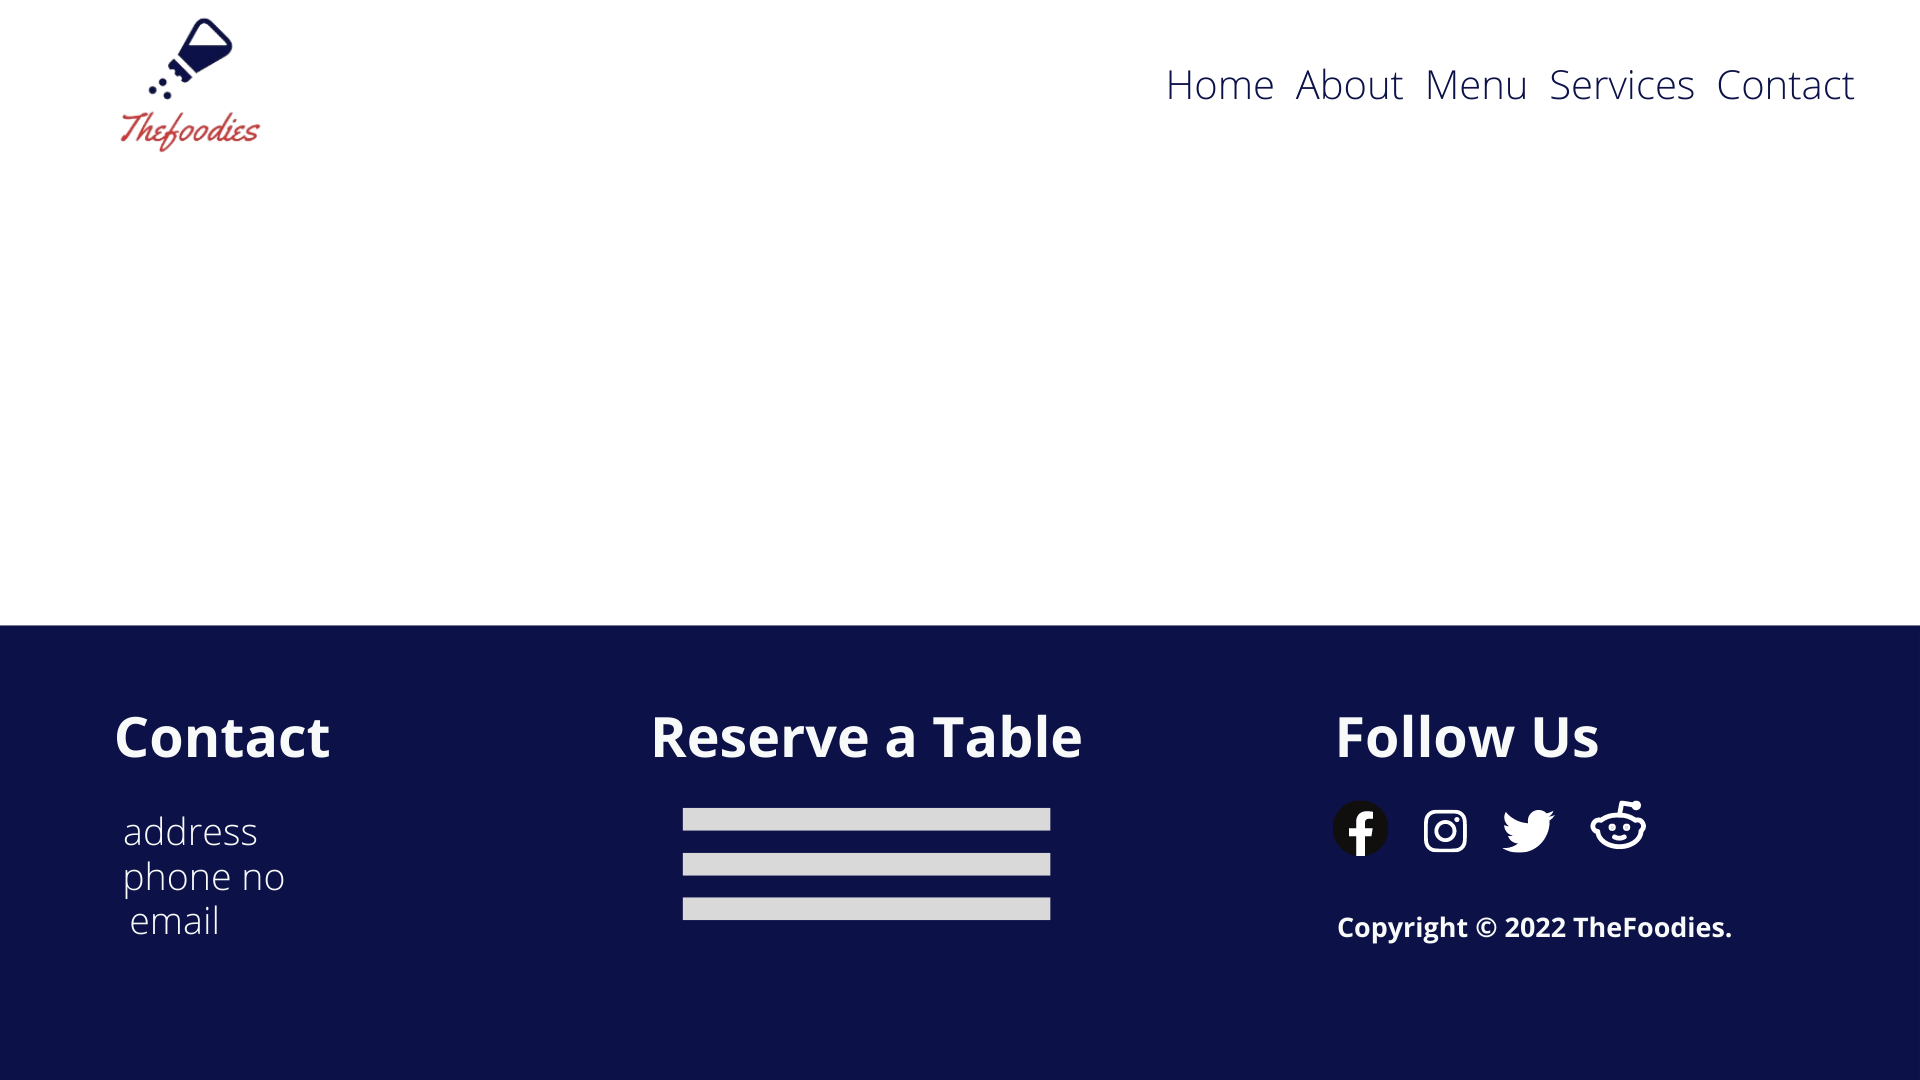 Thefoodies
Home About Menu Services Contact
Contact
address
phone no
email
Reserve a Table
Follow Us
Copyright © 2022 TheFoodies.